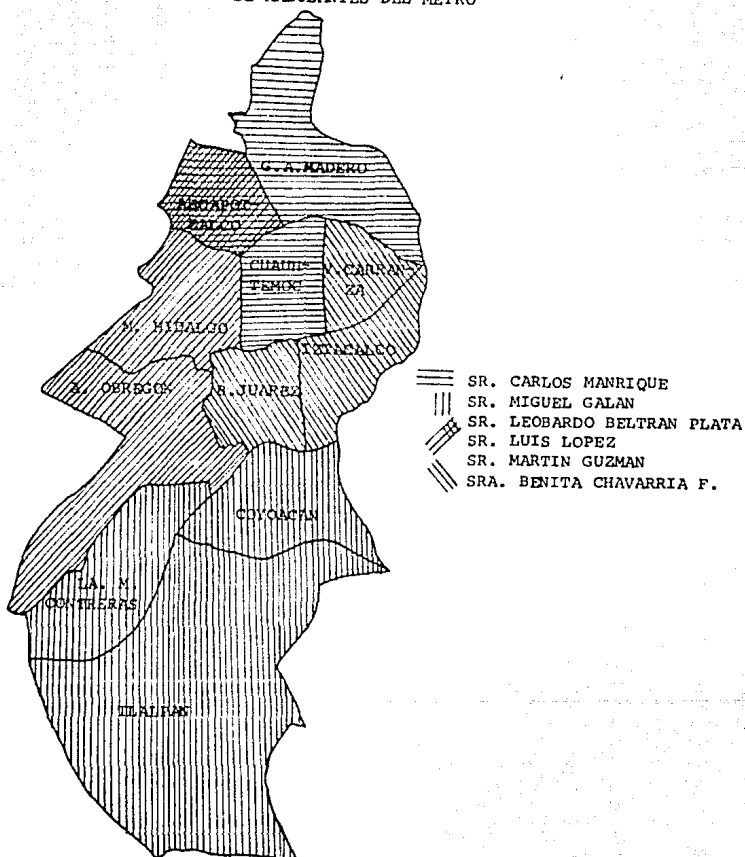 DEL METRO
G.A.MADERO
AZCAPOT-
ZALCO
CUAUH-
TEMOC
V.CARRAN-
ZA
M. HIDALGO
IZTACALCO
A. OBREGON
B.JUAREZ
SR. CARLOS MANRIQUE
SR. MIGUEL GALAN
SR. LEOBARDO BELTRAN PLATA
SR. LUIS LOPEZ
SR. MARTIN GUZMAN
SRA. BENITA CHAVARRIA F.
COYOACAN
LA. M.
CONTRERAS
TLALPAN